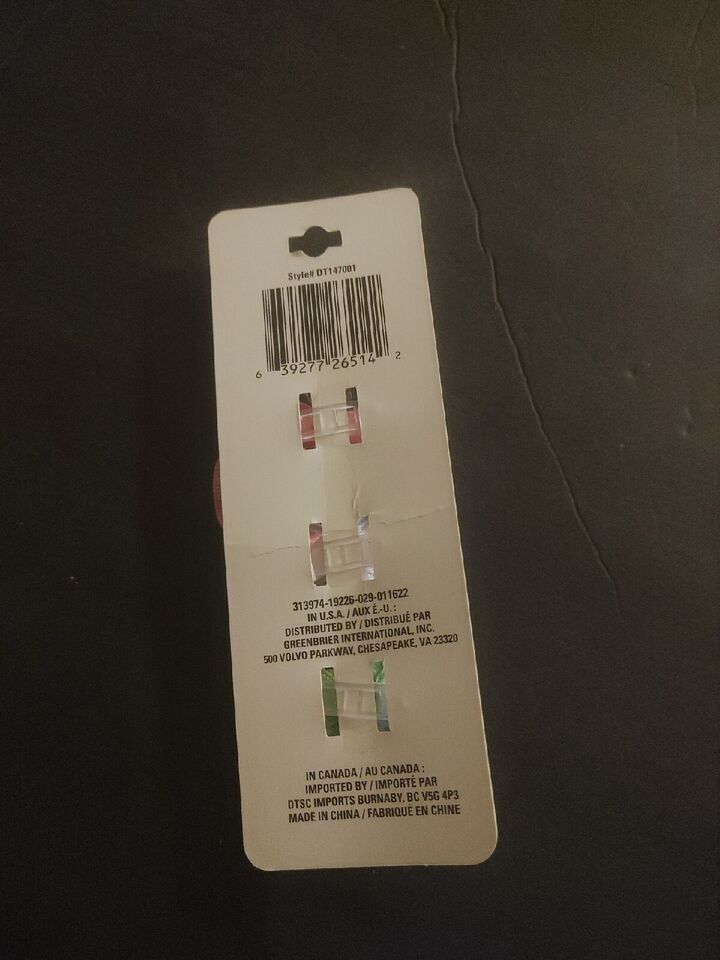 Style# DT147001
6 39277 26514 2
313974-19226-029-011622
IN U.S.A. / AUX É.-U. :
DISTRIBUTED BY / DISTRIBUÉ PAR
GREENBRIER INTERNATIONAL, INC.
500 VOLVO PARKWAY, CHESAPEAKE, VA 23320
IN CANADA / AU CANADA :
IMPORTED BY / IMPORTÉ PAR
DTSC IMPORTS BURNABY, BC V5G 4P3
MADE IN CHINA / FABRIQUÉ EN CHINE